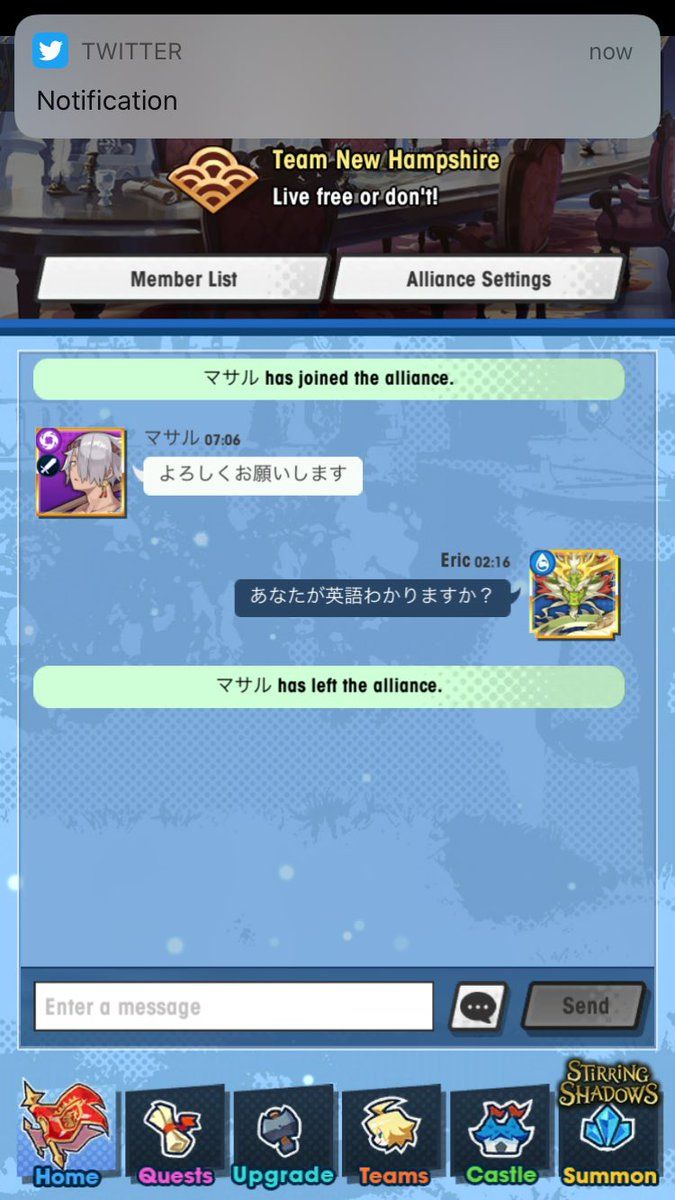 TWITTER
now
Notification
Team New Hampshire
Live free or don't!
Member List
Alliance Settings
マサル has joined the alliance.
マサル 07:06
よろしくお願いします
Eric 02:16
あなたが英語わかりますか？
マサル has left the alliance.
Enter a message
Send
STIRRING
SHADOWS
Home
Quests
Upgrade
Teams
Castle
Summon